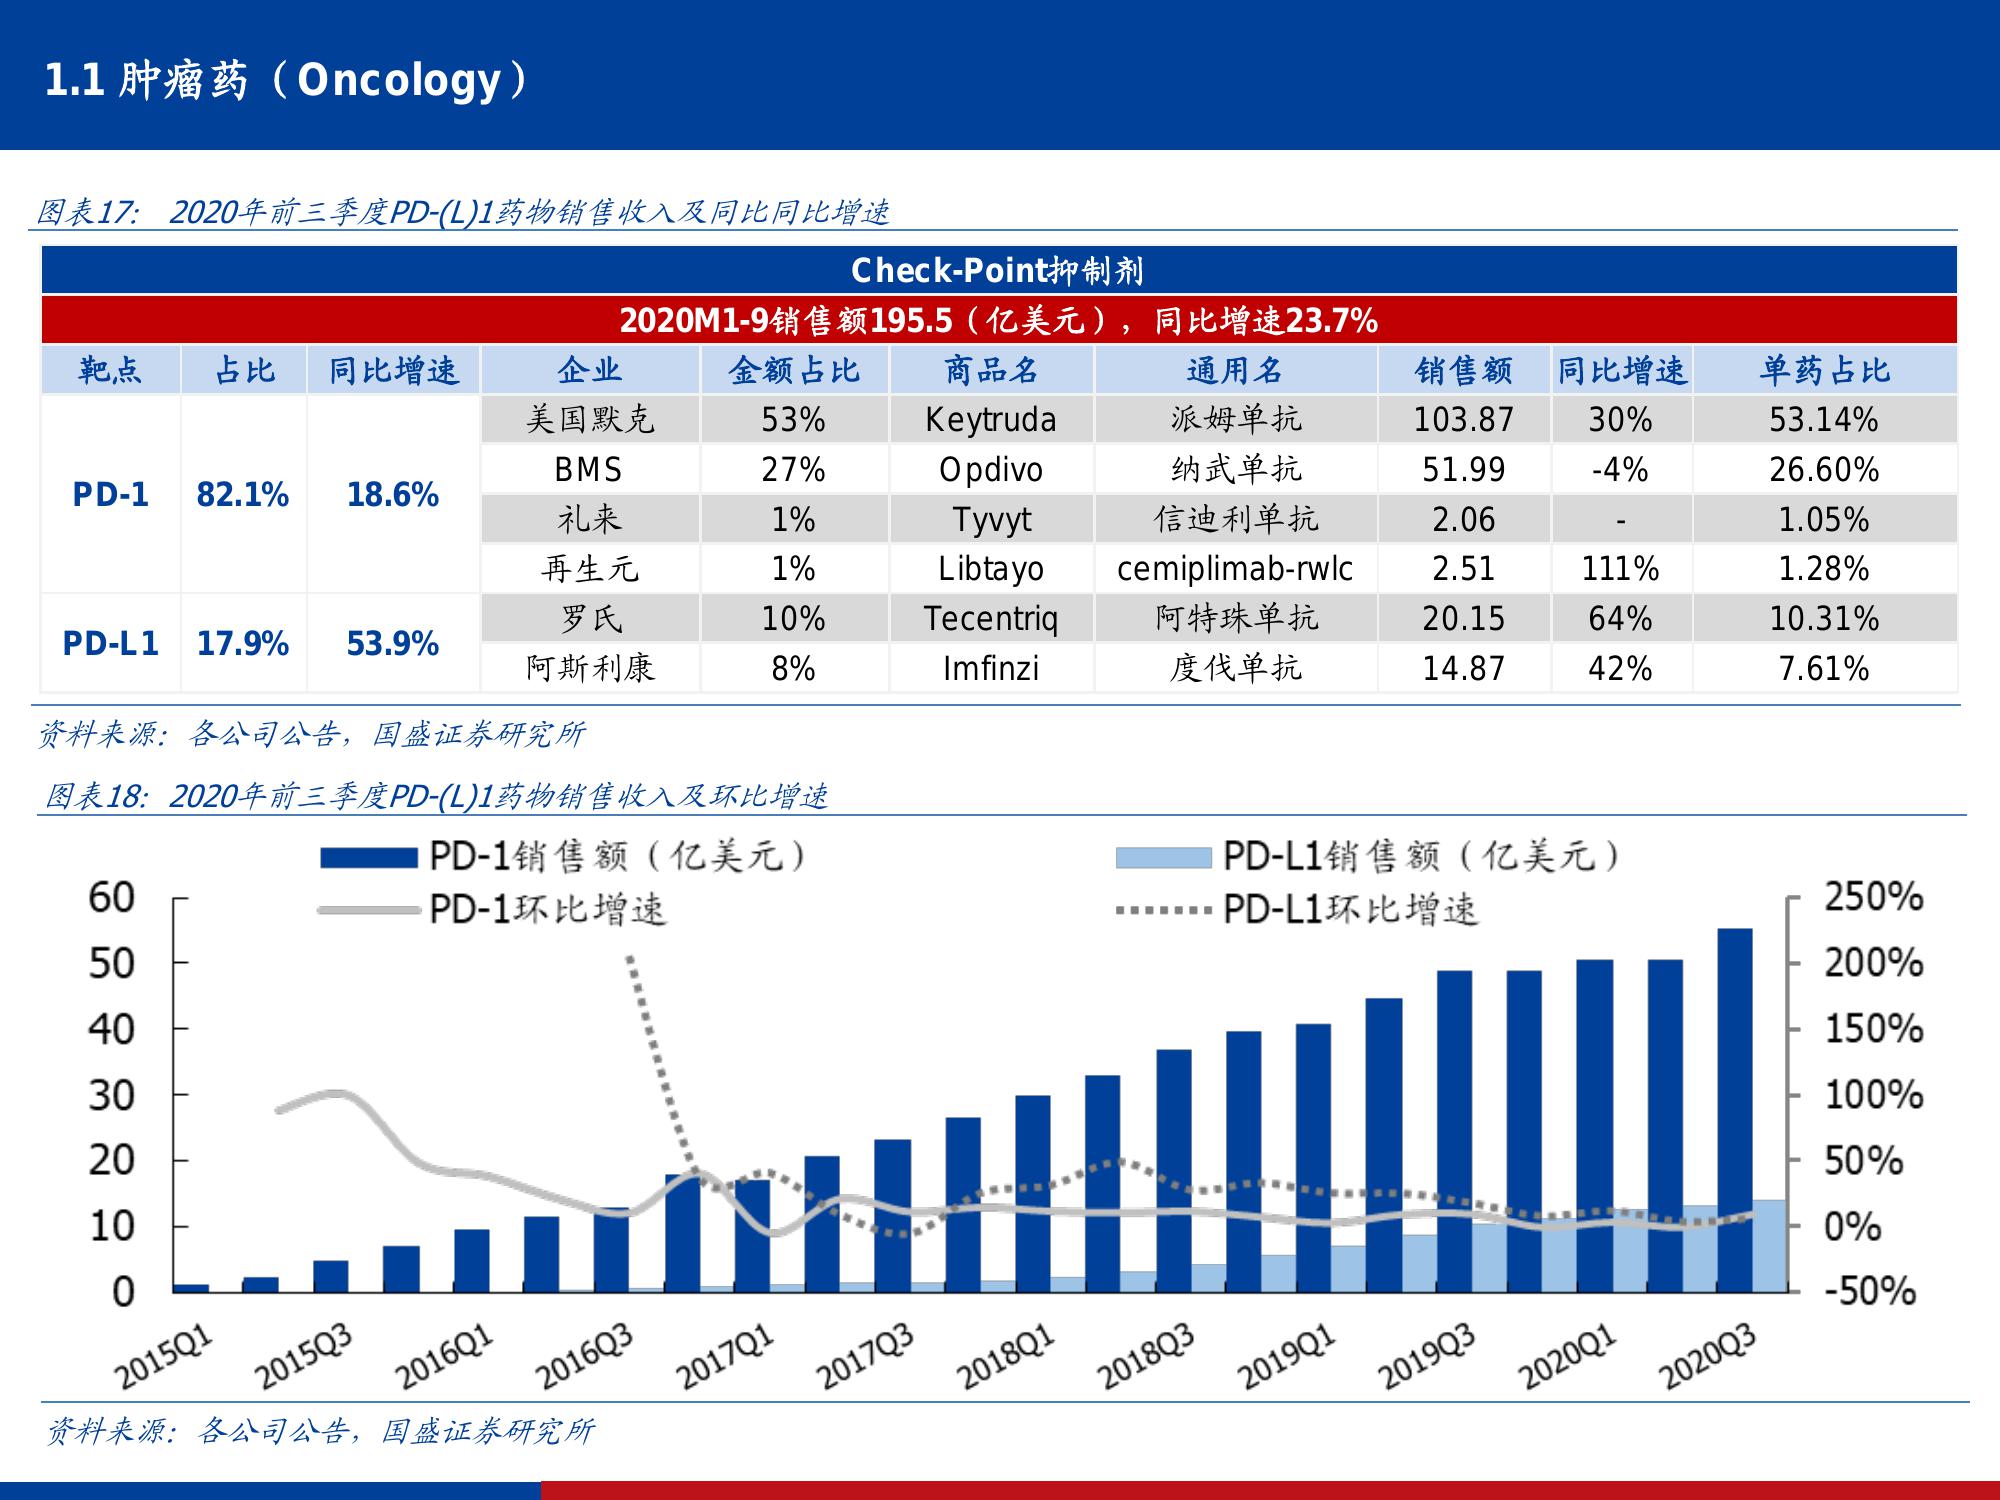 1.1 肿瘤药（Oncology）
图表17： 2020年前三季度PD-(L)1药物销售收入及同比同比增速
Check-Point抑制剂
2020M1-9销售额195.5（亿美元），同比增速23.7%
靶点 占比 同比增速 企业 金额占比 商品名 通用名 销售额 同比增速 单药占比
PD-1 82.1% 18.6% 美国默克 53% Keytruda 派姆单抗 103.87 30% 53.14%
BMS 27% Opdivo 纳武单抗 51.99 -4% 26.60%
礼来 1% Tyvyt 信迪利单抗 2.06 - 1.05%
再生元 1% Libtayo cemiplimab-rwlc 2.51 111% 1.28%
PD-L1 17.9% 53.9% 罗氏 10% Tecentriq 阿特珠单抗 20.15 64% 10.31%
阿斯利康 8% Imfinzi 度伐单抗 14.87 42% 7.61%
资料来源：各公司公告，国盛证券研究所
图表18：2020年前三季度PD-(L)1药物销售收入及环比增速
PD-1销售额（亿美元） PD-L1销售额（亿美元）
PD-1环比增速 PD-L1环比增速
60 250%
50 200%
40 150%
30 100%
20 50%
10 0%
0 -50%
2015Q1 2015Q3 2016Q1 2016Q3 2017Q1 2017Q3 2018Q1 2018Q3 2019Q1 2019Q3 2020Q1 2020Q3
资料来源：各公司公告，国盛证券研究所